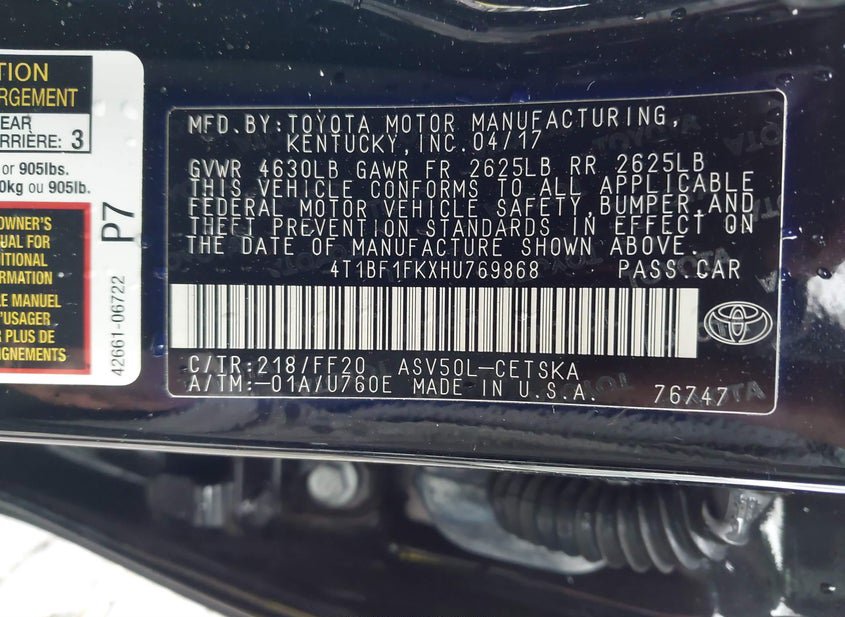 TION
RGEMENT
EAR
RRIÈRE: 3
or 905lbs.
0kg ou 905lb.
OWNER'S
UAL FOR
DITIONAL
RMATION
LE MANUEL
'USAGER
PLUS DE
IGNEMENTS
P7
42661-06722
MFD.BY:TOYOTA MOTOR MANUFACTURING,
KENTUCKY, INC.04/17
GVWR 4630LB GAWR FR 2625LB RR 2625LB
THIS VEHICLE CONFORMS TO ALL APPLICABLE
FEDERAL MOTOR VEHICLE SAFETY,BUMPER,AND
THEFT PREVENTION STANDARDS IN EFFECT ON
THE DATE OF MANUFACTURE SHOWN ABOVE.
4T1BF1FKXHU769868 PASS.CAR
C/TR:218/FF20 ASV50L-CETSKA
A/TM:-01A/U760E MADE IN U.S.A. 76747